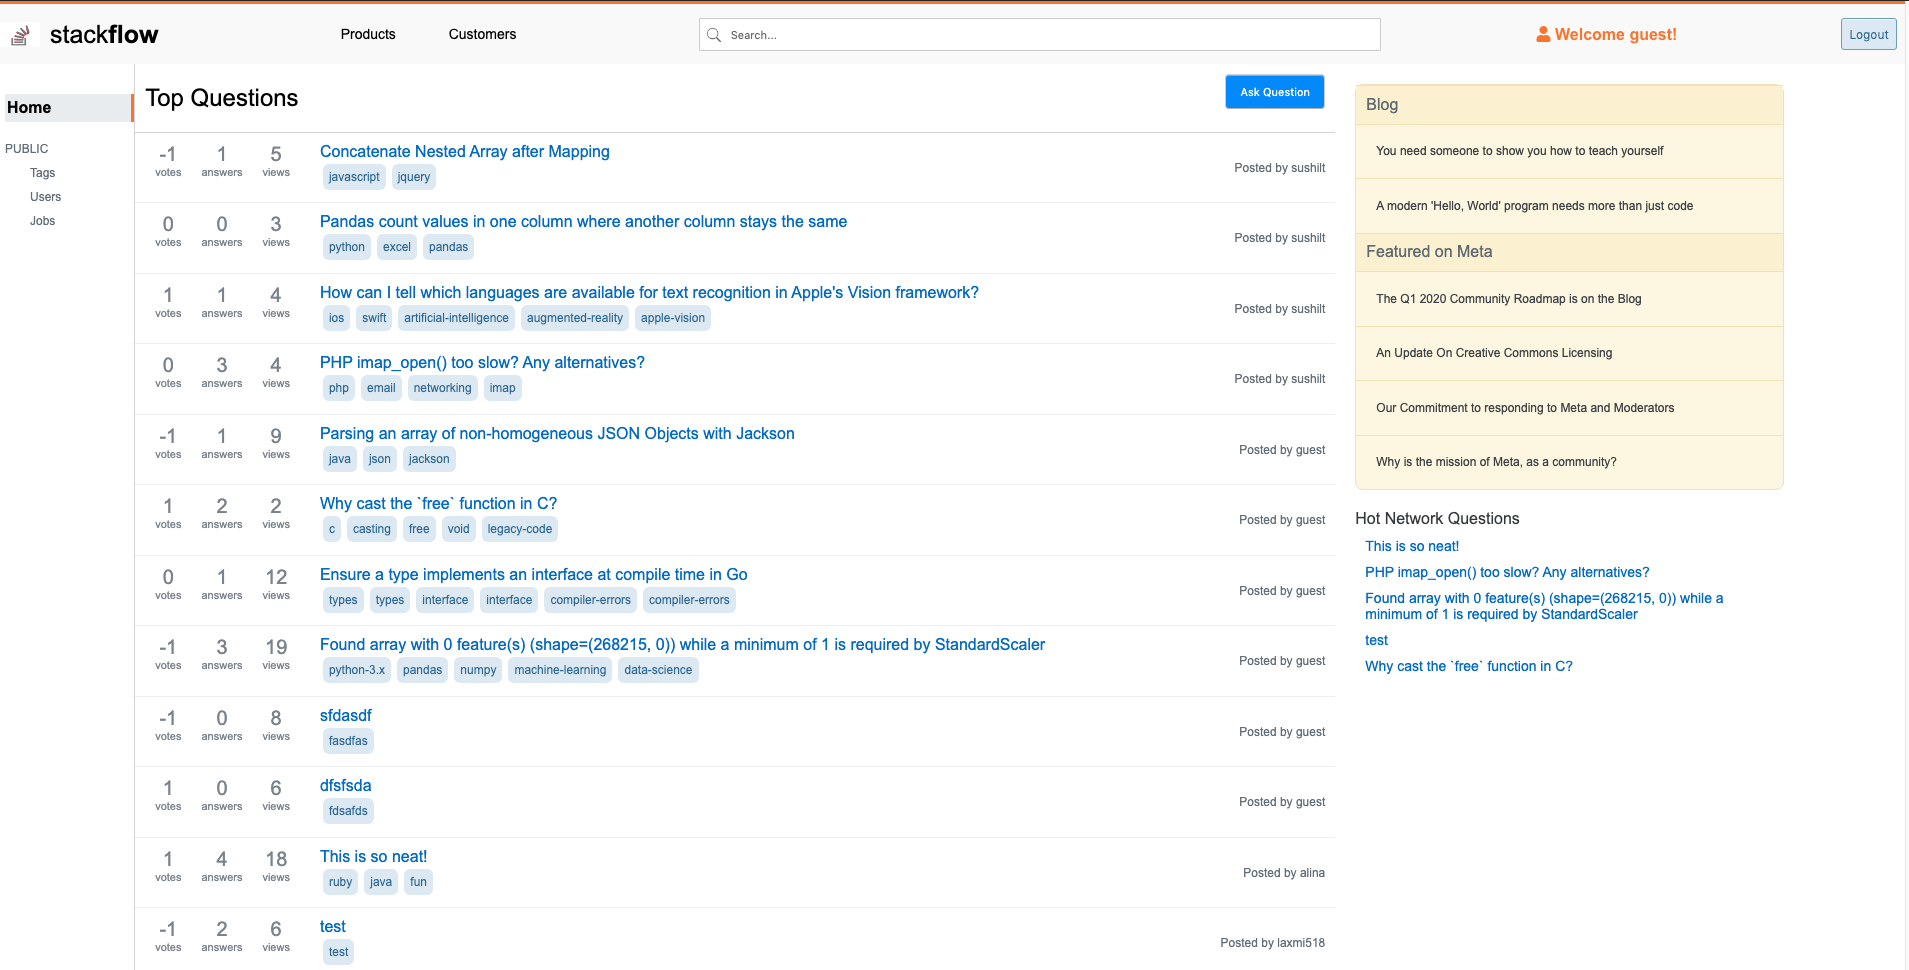 stackflow
Products
Customers
Search...
Welcome guest!
Logout
Home
PUBLIC
Tags
Users
Jobs
Top Questions
Ask Question
-1 1 5
votes answers views
Concatenate Nested Array after Mapping
javascript jquery
Posted by sushilt
0 0 3
votes answers views
Pandas count values in one column where another column stays the same
python excel pandas
Posted by sushilt
1 1 4
votes answers views
How can I tell which languages are available for text recognition in Apple's Vision framework?
ios swift artificial-intelligence augmented-reality apple-vision
Posted by sushilt
0 3 4
votes answers views
PHP imap_open() too slow? Any alternatives?
php email networking imap
Posted by sushilt
-1 1 9
votes answers views
Parsing an array of non-homogeneous JSON Objects with Jackson
java json jackson
Posted by guest
1 2 2
votes answers views
Why cast the `free` function in C?
c casting free void legacy-code
Posted by guest
0 1 12
votes answers views
Ensure a type implements an interface at compile time in Go
types types interface interface compiler-errors compiler-errors
Posted by guest
-1 3 19
votes answers views
Found array with 0 feature(s) (shape=(268215, 0)) while a minimum of 1 is required by StandardScaler
python-3.x pandas numpy machine-learning data-science
Posted by guest
-1 0 8
votes answers views
sfdasdf
fasdfas
Posted by guest
1 0 6
votes answers views
dfsfsda
fdsafds
Posted by guest
1 4 18
votes answers views
This is so neat!
ruby java fun
Posted by alina
-1 2 6
votes answers views
test
test
Posted by laxmi518
Blog
You need someone to show you how to teach yourself
A modern 'Hello, World' program needs more than just code
Featured on Meta
The Q1 2020 Community Roadmap is on the Blog
An Update On Creative Commons Licensing
Our Commitment to responding to Meta and Moderators
Why is the mission of Meta, as a community?
Hot Network Questions
This is so neat!
PHP imap_open() too slow? Any alternatives?
Found array with 0 feature(s) (shape=(268215, 0)) while a
minimum of 1 is required by StandardScaler
test
Why cast the `free` function in C?